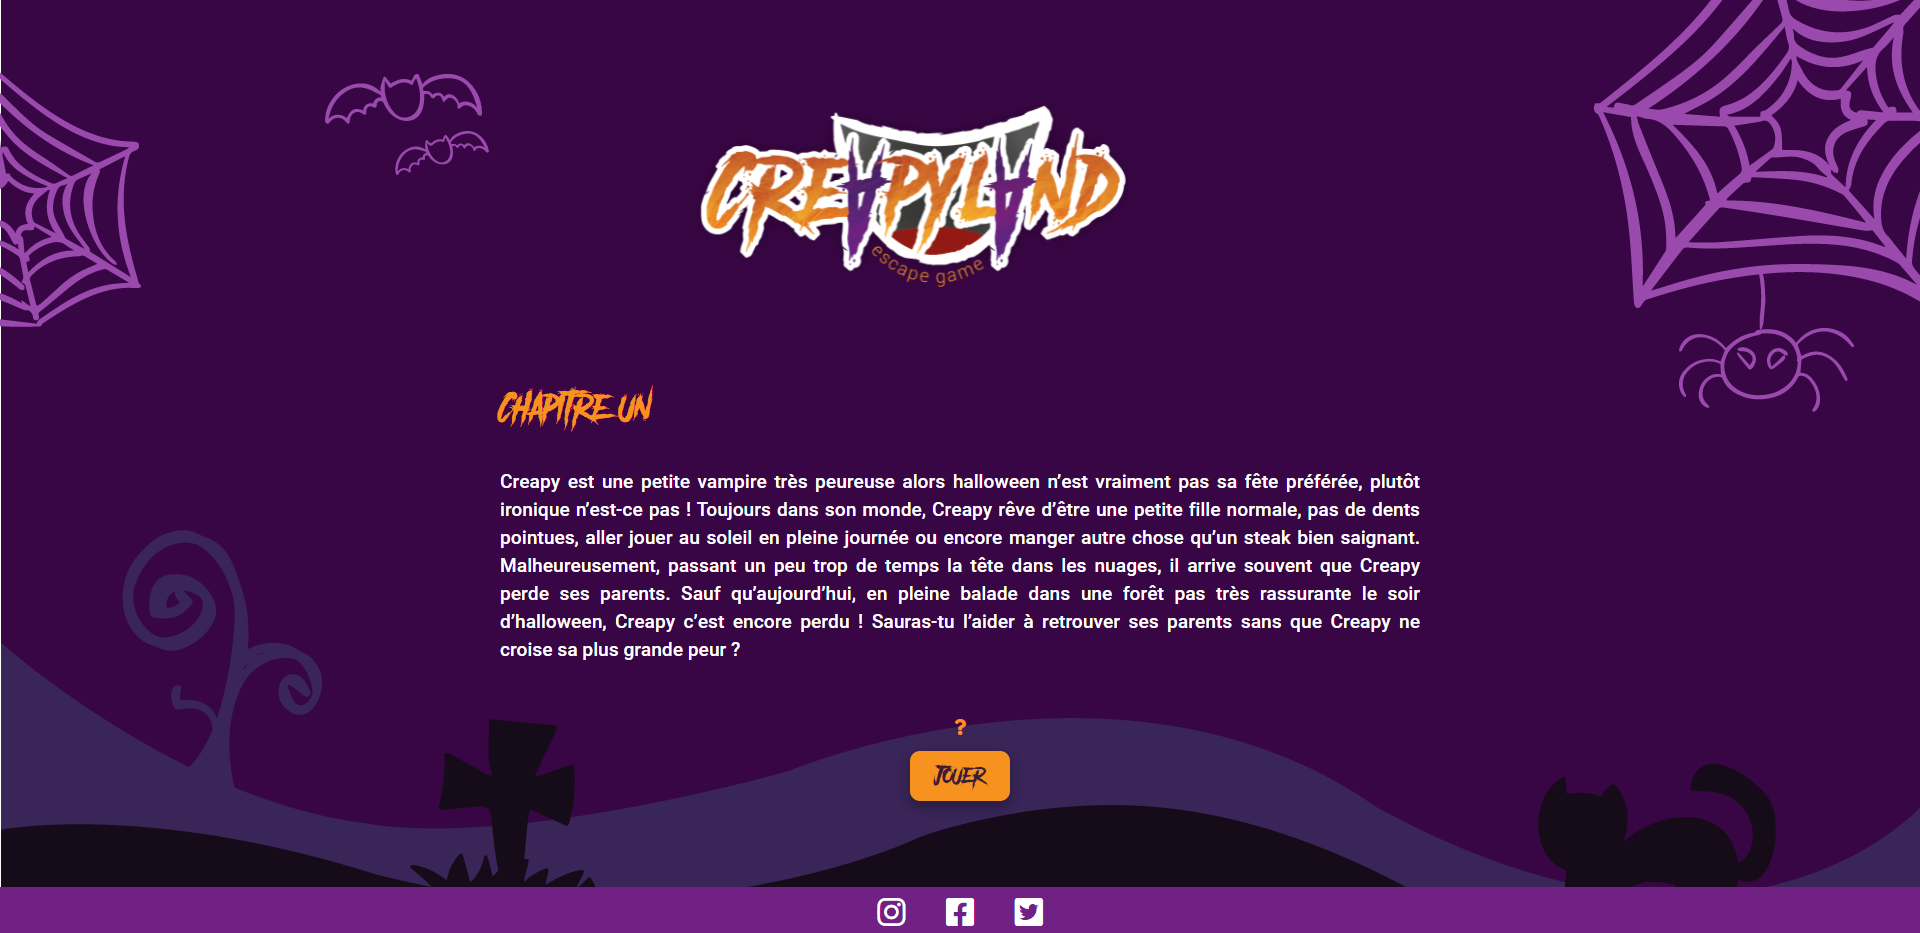 CREAPYLAND
escape game
CHAPITRE UN
Creapy est une petite vampire très peureuse alors halloween n’est vraiment pas sa fête préférée, plutôt
ironique n’est-ce pas ! Toujours dans son monde, Creapy rêve d’être une petite fille normale, pas de dents
pointues, aller jouer au soleil en pleine journée ou encore manger autre chose qu’un steak bien saignant.
Malheureusement, passant un peu trop de temps la tête dans les nuages, il arrive souvent que Creapy
perde ses parents. Sauf qu’aujourd’hui, en pleine balade dans une forêt pas très rassurante le soir
d’halloween, Creapy c’est encore perdu ! Sauras-tu l’aider à retrouver ses parents sans que Creapy ne
croise sa plus grande peur ?
?
JOUER